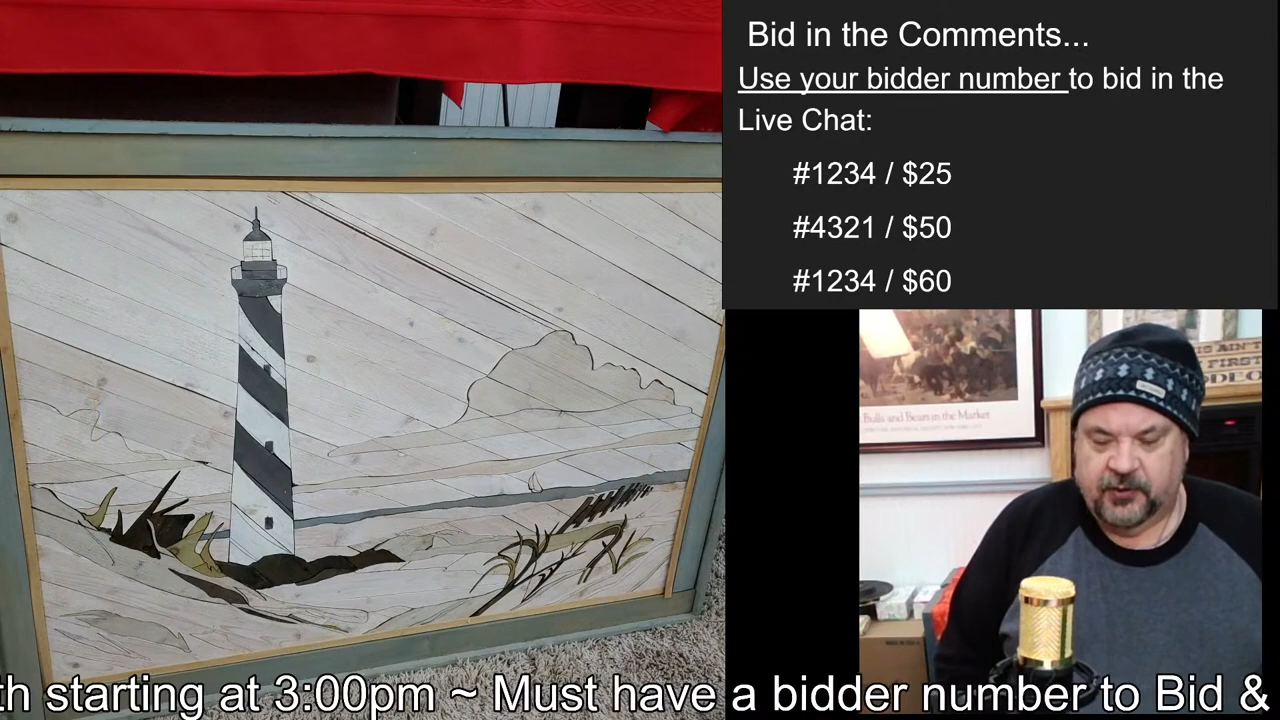 Bid in the Comments...
Use your bidder number to bid in the
Live Chat:
#1234 / $25
#4321 / $50
#1234 / $60
Bulls and Bears in the Market
FIRST
th starting at 3:00pm ~ Must have a bidder number to Bid &